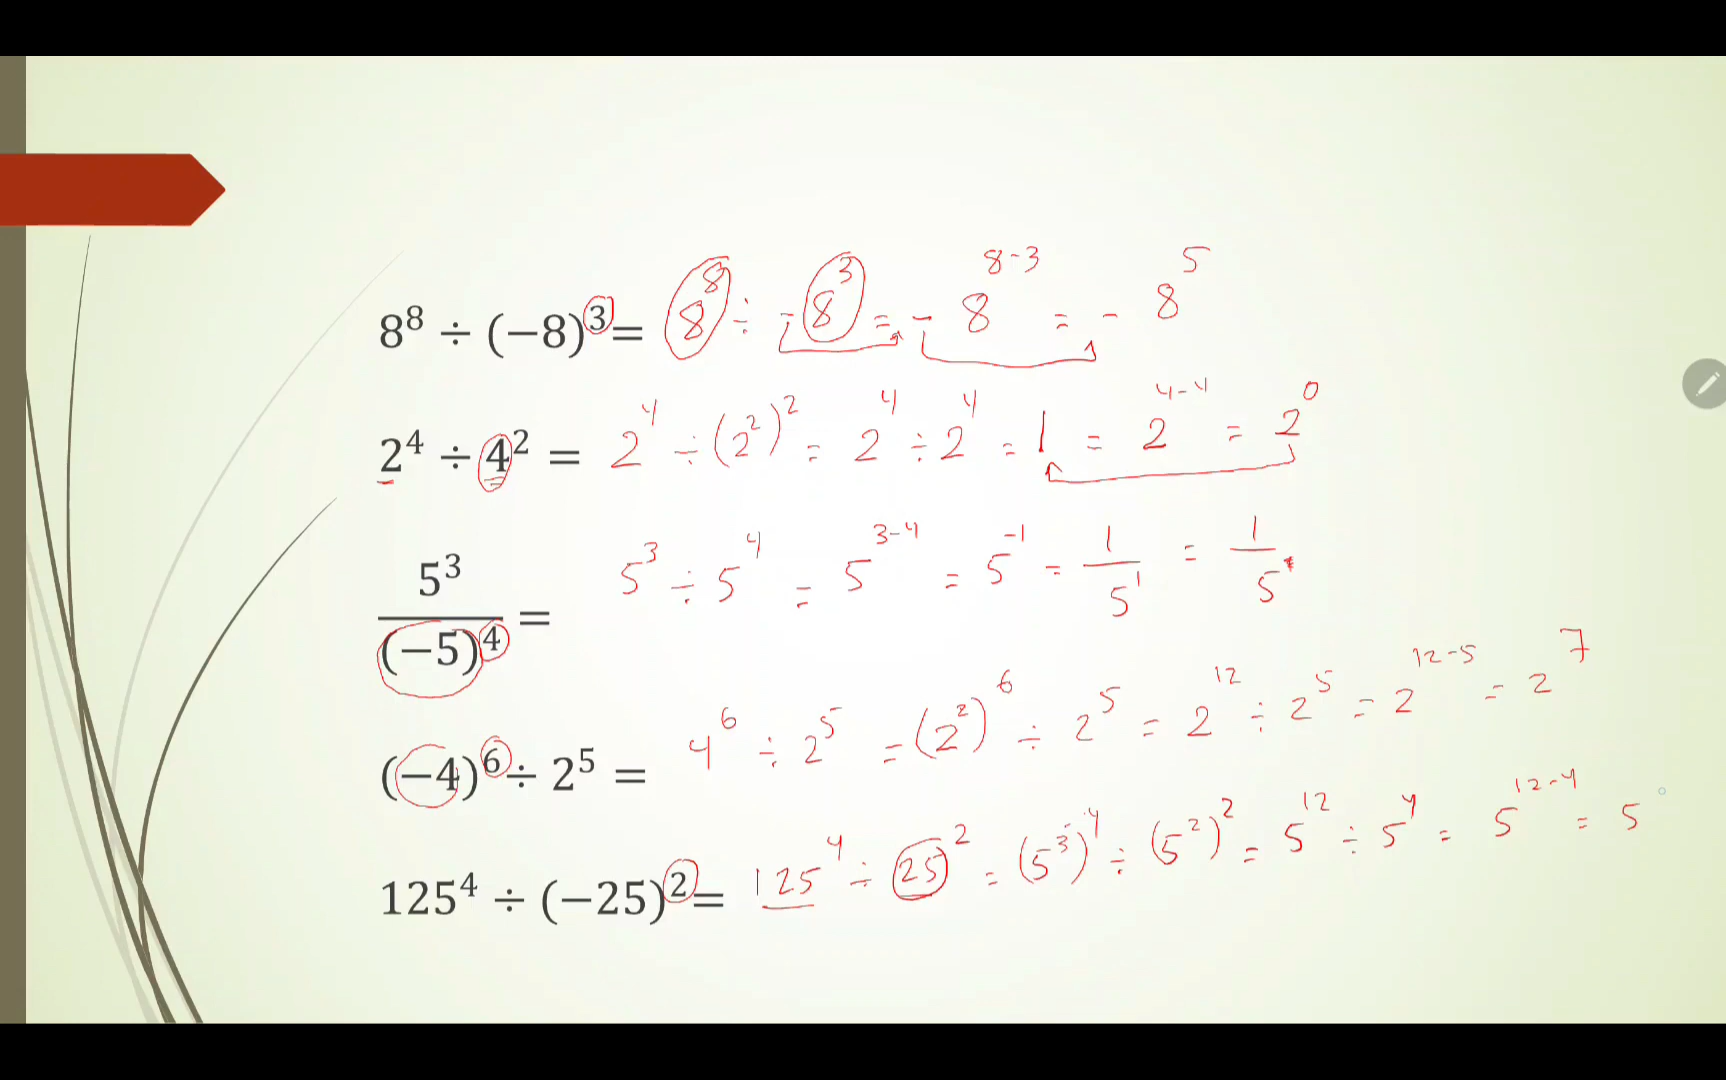 8⁸ ÷ (−8)³= 8⁸ ÷ -8³ = - 8⁸⁻³ = - 8⁵
2⁴ ÷ 4² = 2⁴ ÷ (2²)² = 2⁴ ÷ 2⁴ = 1 = 2⁴⁻⁴ = 2⁰
5³/(−5)⁴ = 5³ ÷ 5⁴ = 5³⁻⁴ = 5⁻¹ = 1/5¹ = 1/5
(−4)⁶ ÷ 2⁵ = 4⁶ ÷ 2⁵ = (2²)⁶ ÷ 2⁵ = 2¹² ÷ 2⁵ = 2¹²⁻⁵ = 2⁷
125⁴ ÷ (−25)²= 125⁴ ÷ 25² = (5³)⁴ ÷ (5²)² = 5¹² ÷ 5⁴ = 5¹²⁻⁴ = 5